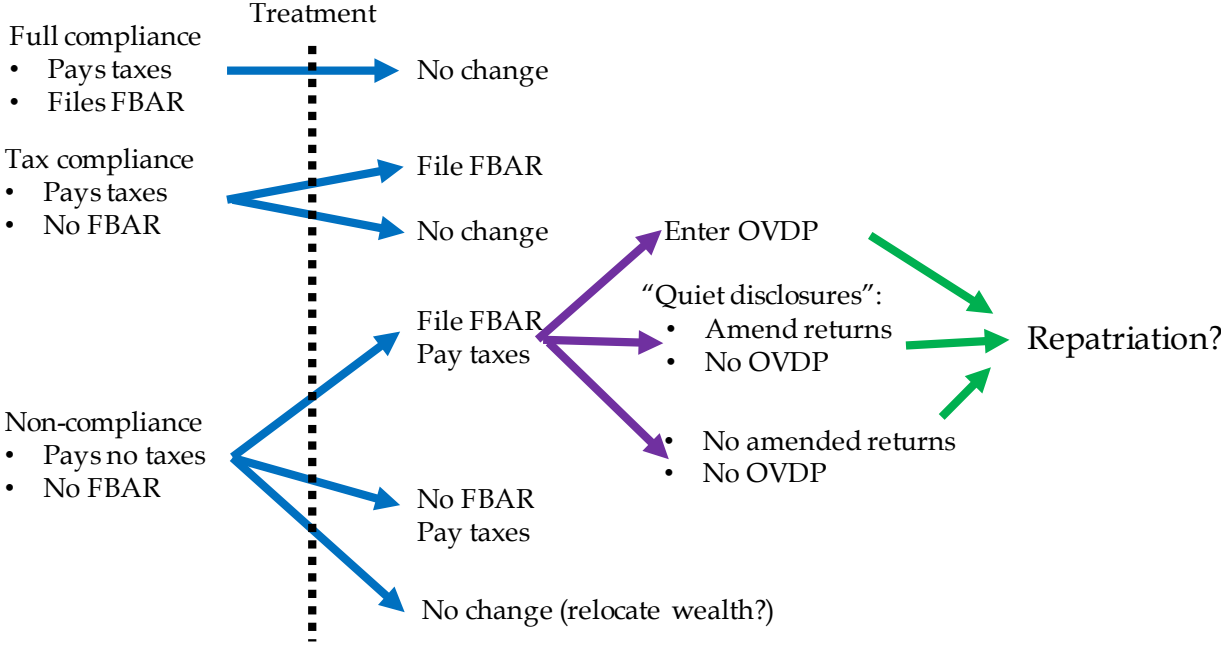 Treatment
Full compliance
• Pays taxes
• Files FBAR
No change
Tax compliance
• Pays taxes
• No FBAR
File FBAR
No change
Non-compliance
• Pays no taxes
• No FBAR
File FBAR
Pay taxes
No FBAR
Pay taxes
No change (relocate wealth?)
Enter OVDP
“Quiet disclosures”:
• Amend returns
• No OVDP
• No amended returns
• No OVDP
Repatriation?